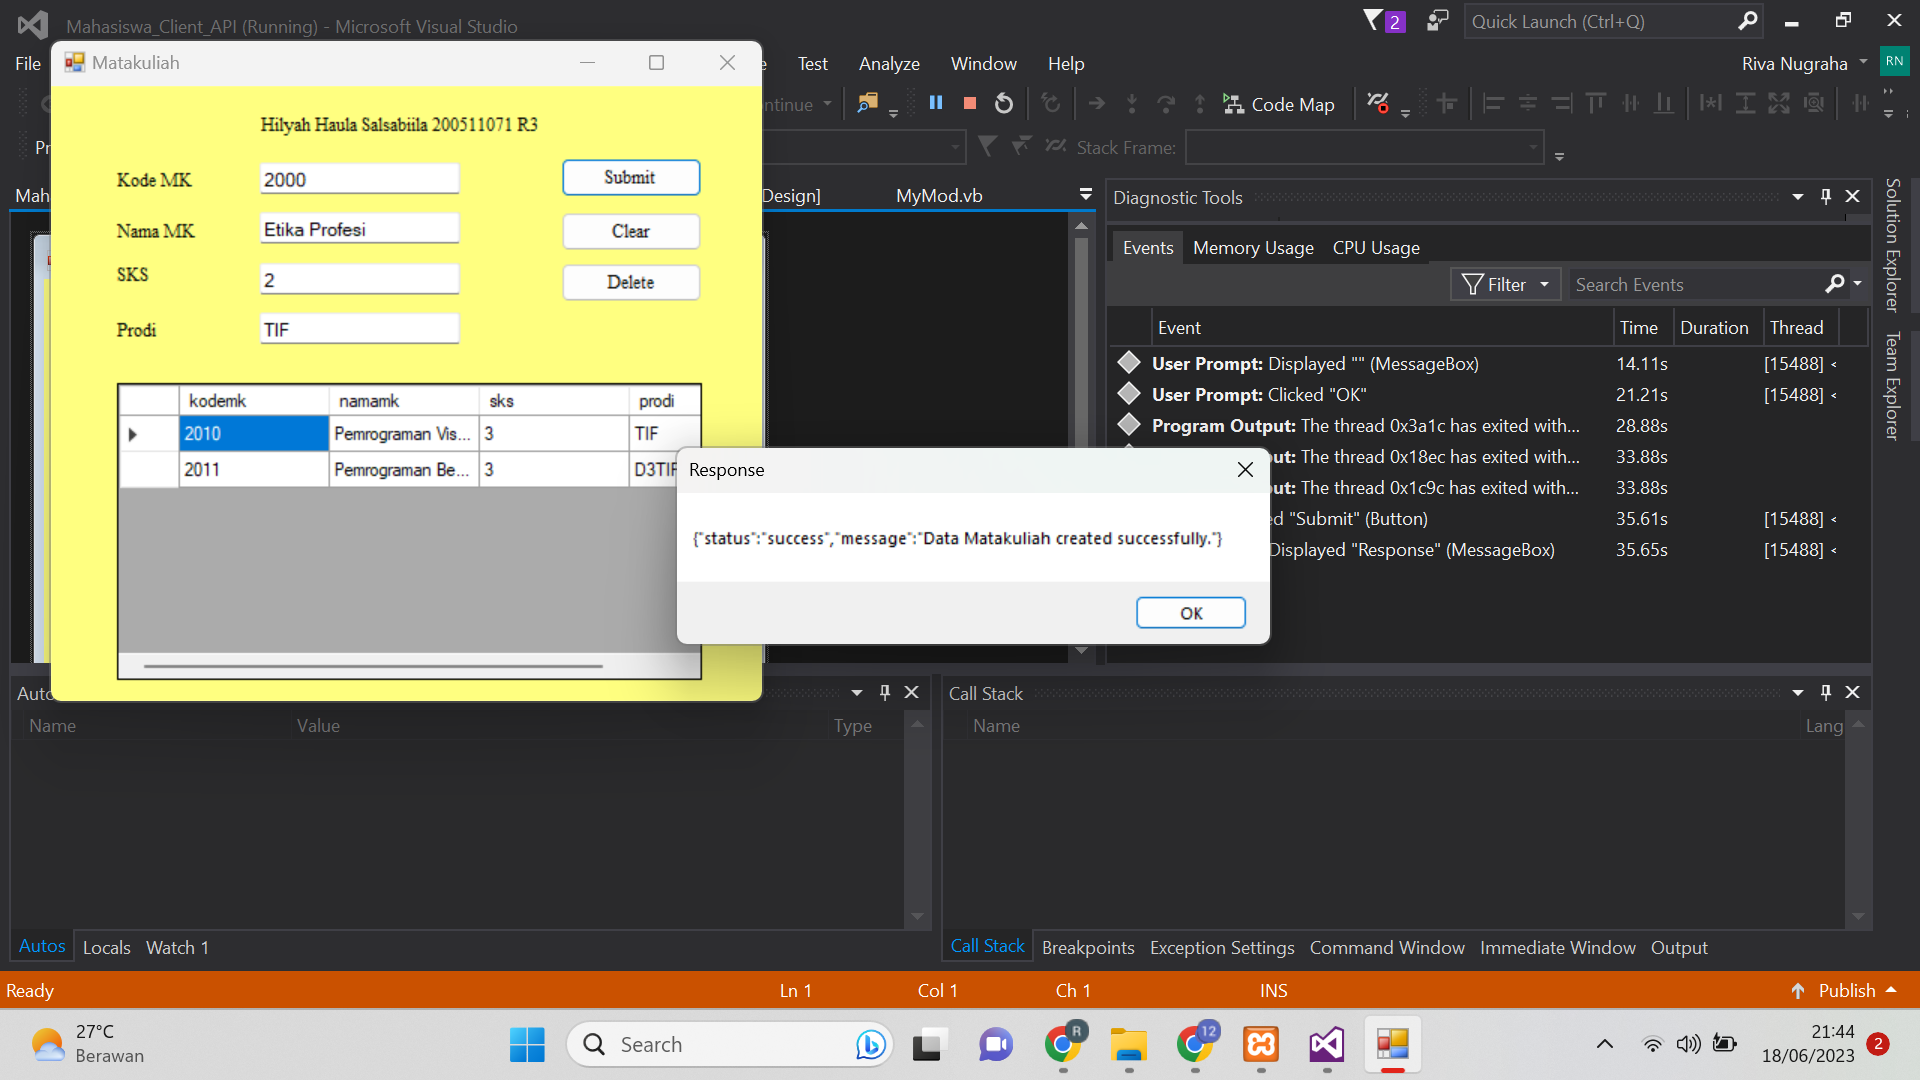 Mahasiswa_Client_API (Running) - Microsoft Visual Studio
2
Quick Launch (Ctrl+Q)
File
Test
Analyze
Window
Help
Riva Nugraha
RN
Code Map
Stack Frame:
Design]
MyMod.vb
Matakuliah
Hilyah Haula Salsabiila 200511071 R3
Kode MK
2000
Submit
Nama MK
Etika Profesi
Clear
SKS
2
Delete
Prodi
TIF
kodemk namamk sks prodi
2010 Pemrograman Vis... 3 TIF
2011 Pemrograman Be... 3 D3TIF
Response
{"status":"success","message":"Data Matakuliah created successfully."}
OK
Diagnostic Tools
Events Memory Usage CPU Usage
Filter
Search Events
Event Time Duration Thread
User Prompt: Displayed "" (MessageBox) 14.11s [15488]
User Prompt: Clicked "OK" 21.21s [15488]
Program Output: The thread 0x3a1c has exited with... 28.88s
The thread 0x18ec has exited with... 33.88s
The thread 0x1c9c has exited with... 33.88s
"Submit" (Button) 35.61s [15488]
Displayed "Response" (MessageBox) 35.65s [15488]
Solution Explorer
Team Explorer
Name Value Type
Call Stack
Name Lang
Autos Locals Watch 1
Call Stack Breakpoints Exception Settings Command Window Immediate Window Output
Ready
Ln 1
Col 1
Ch 1
INS
Publish
27°C
Berawan
Search
R
12
21:44
18/06/2023
2